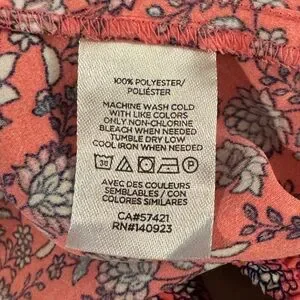 100% POLYESTER/
POLIÉSTER
MACHINE WASH COLD
WITH LIKE COLORS
ONLY NON-CHLORINE
BLEACH WHEN NEEDED
TUMBLE DRY LOW
COOL IRON WHEN NEEDED
30
AVEC DES COULEURS
SEMBLABLES / CON
COLORES SIMILARES
CA#57421
RN#140923